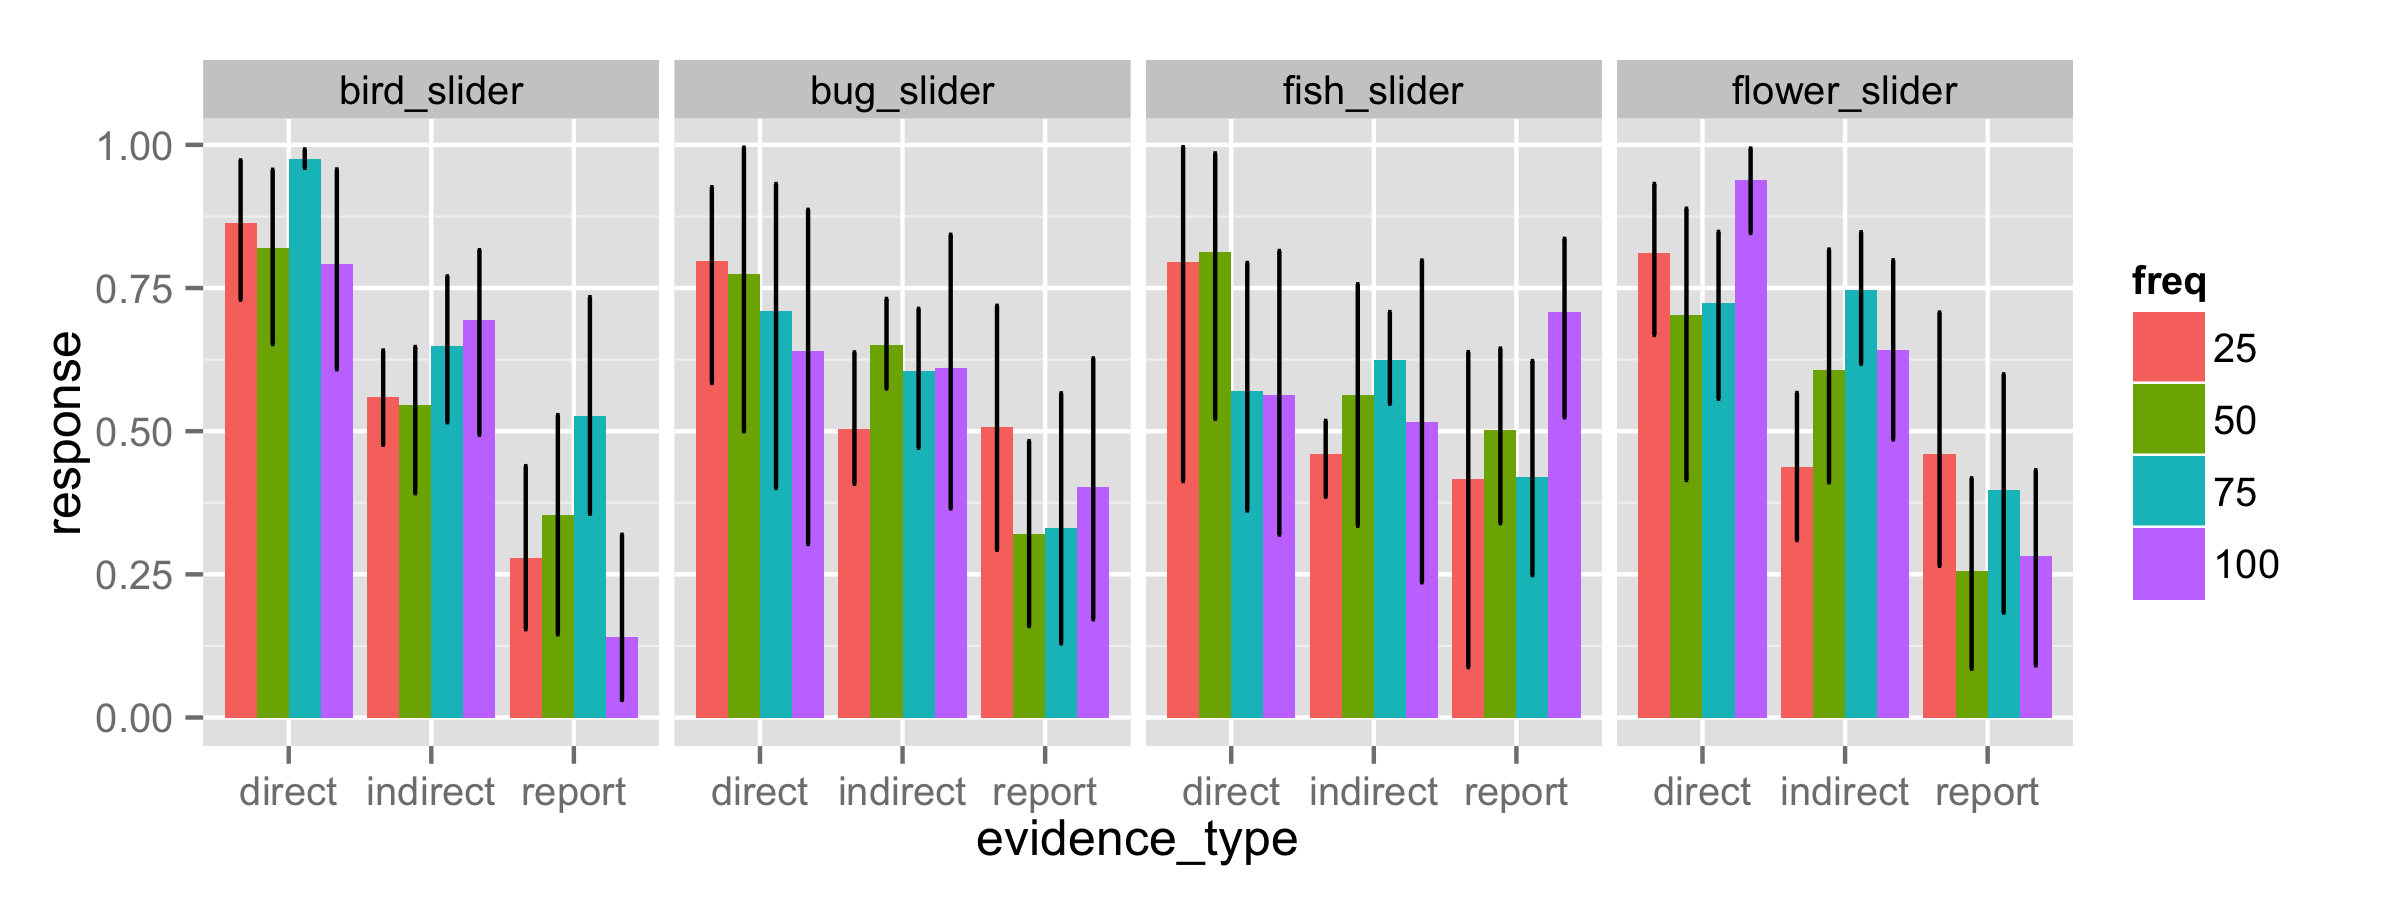 bird_slider bug_slider fish_slider flower_slider
1.00
0.75
0.50
0.25
0.00
response
direct indirect report direct indirect report direct indirect report direct indirect report
evidence_type
freq
25
50
75
100